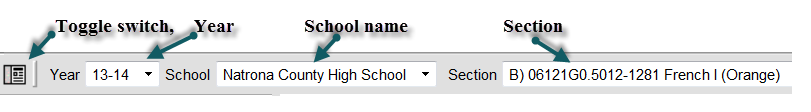 Toggle switch, Year School name Section
Year 13-14 School Natrona County High School Section B) 06121G0.5012-1281 French I (Orange)